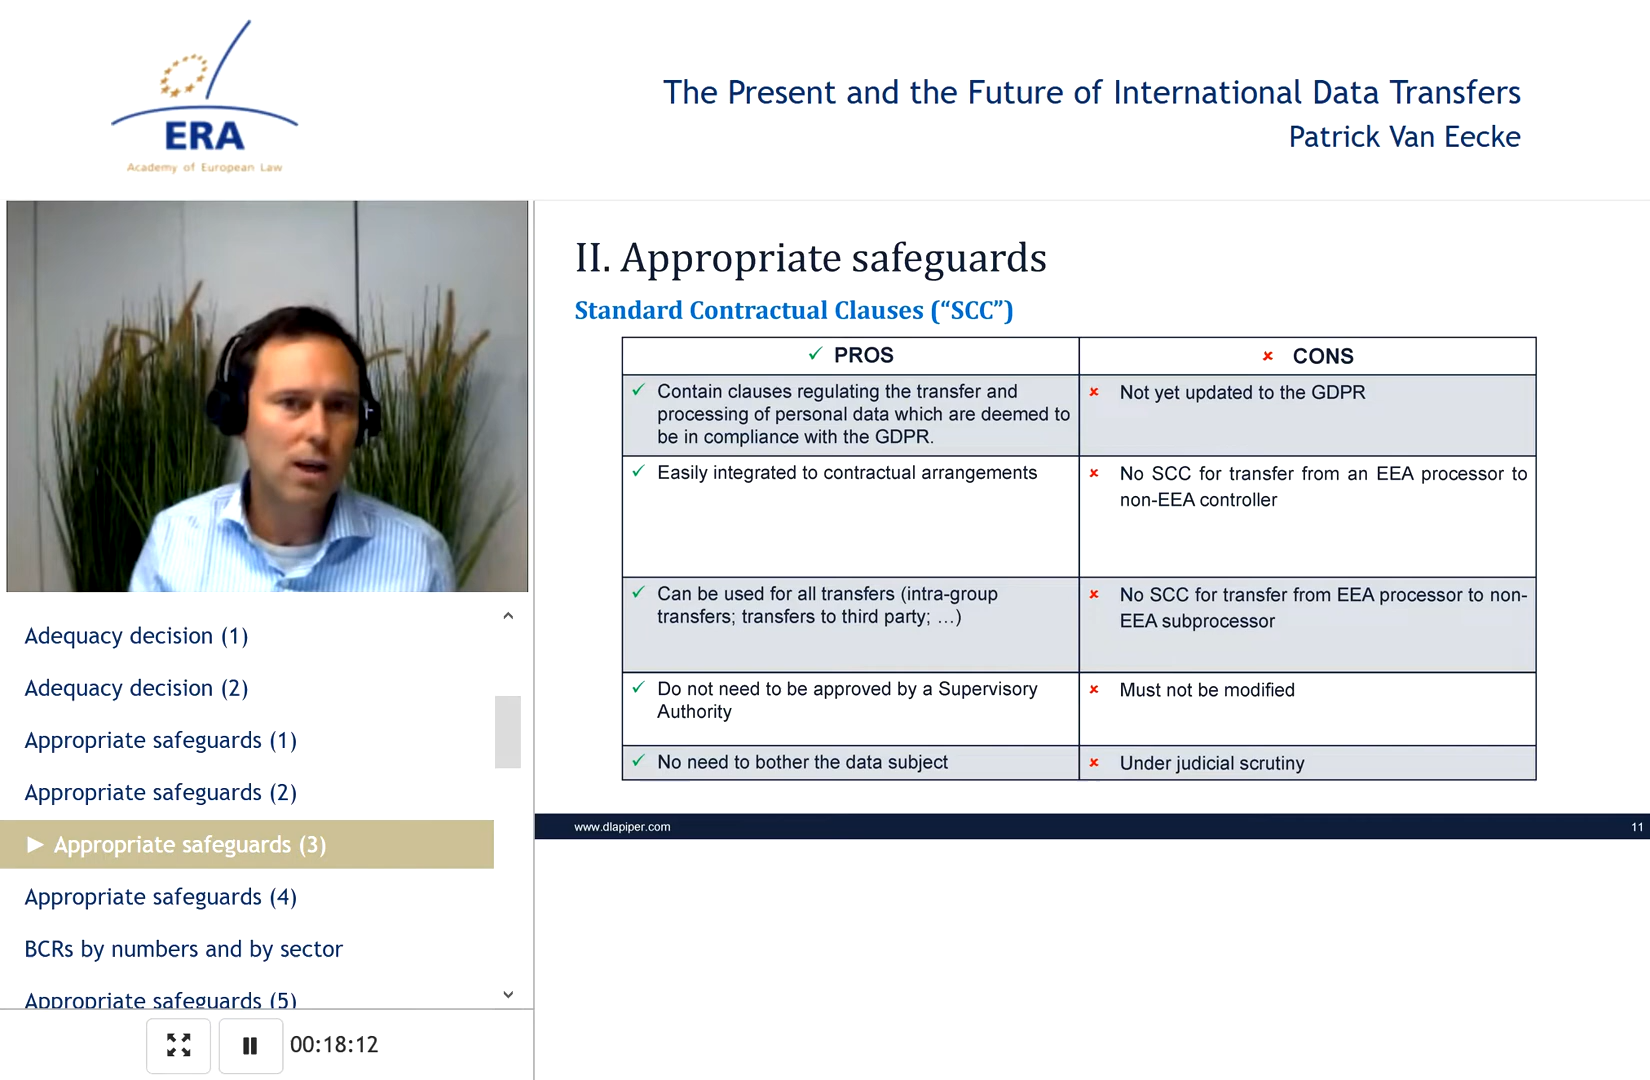 ERA
Academy of European Law
The Present and the Future of International Data Transfers
Patrick Van Eecke
II. Appropriate safeguards
Standard Contractual Clauses (“SCC”)
✓ PROS
✘ CONS
✓ Contain clauses regulating the transfer and
processing of personal data which are deemed to
be in compliance with the GDPR.
✘ Not yet updated to the GDPR
✓ Easily integrated to contractual arrangements
✘ No SCC for transfer from an EEA processor to
non-EEA controller
✓ Can be used for all transfers (intra-group
transfers; transfers to third party; …)
✘ No SCC for transfer from EEA processor to non-
EEA subprocessor
✓ Do not need to be approved by a Supervisory
Authority
✘ Must not be modified
✓ No need to bother the data subject
✘ Under judicial scrutiny
www.dlapiper.com
11
Adequacy decision (1)
Adequacy decision (2)
Appropriate safeguards (1)
Appropriate safeguards (2)
► Appropriate safeguards (3)
Appropriate safeguards (4)
BCRs by numbers and by sector
Appropriate safeguards (5)
00:18:12